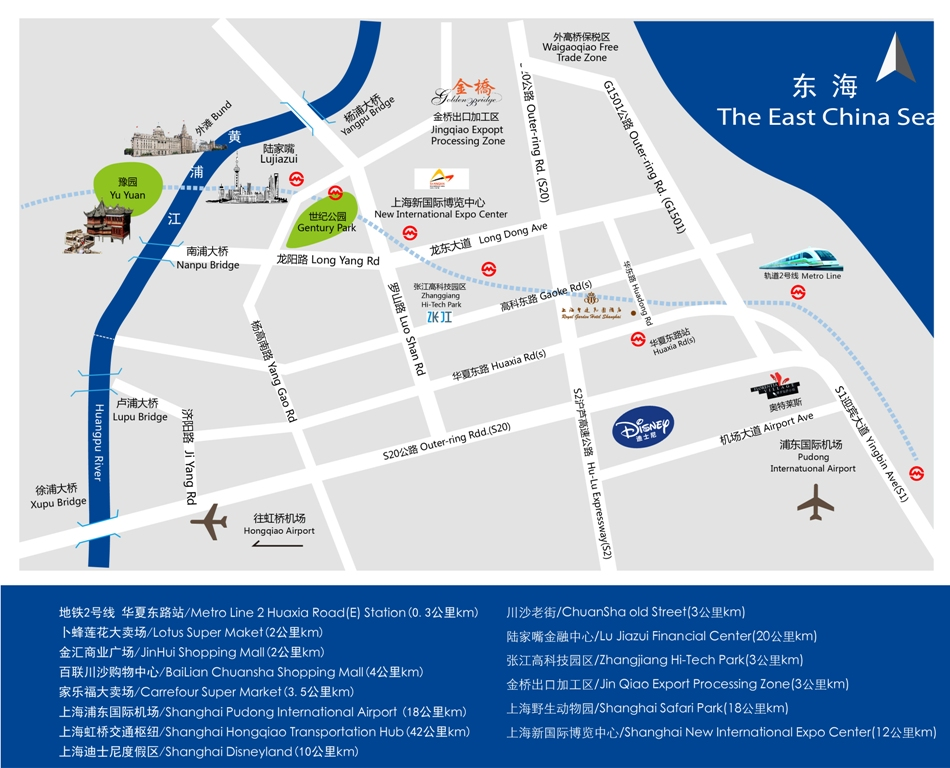 外高桥保税区
Waigaoqiao Free
Trade Zone
东 海
The East China Sea
金橋
Golden Bridge
金桥出口加工区
Jingqiao Expopt
Processing Zone
杨浦大桥
Yangpu Bridge
外滩 Bund
黄
浦
江
陆家嘴
Lujiazui
豫园
Yu Yuan
世纪公园
Gentury Park
上海新国际博览中心
New International Expo Center
20公路 Outer-ring Rd. (S20)
G1501公路 Outer-ring Rd. (G1501)
南浦大桥
Nanpu Bridge
龙阳路 Long Yang Rd
龙东大道 Long Dong Ave
轨道2号线 Metro Line
张江高科技园区
Zhanggiang
Hi-Tech Park
张江
高科东路 Gaoke Rd(s)
Royal Garden Hotel Shanghai
华东路 Huadong Rd
华夏东路站
Huaxia Rd(s)
罗山路 Luo Shan Rd
杨高南路 Yang Gao Rd
华夏东路 Huaxia Rd(s)
卢浦大桥
Lupu Bridge
Huangpu River
济阳路 Ji Yang Rd
S20公路 Outer-ring Rdd.(S20)
S2沪芦高速公路 Hu-Lu Expressway(S2)
DISNEY
迪士尼
奥特莱斯
机场大道 Airport Ave
S1迎宾大道 Yingbin Ave(S1)
浦东国际机场
Pudong
Internatuonal Airport
徐浦大桥
Xupu Bridge
往虹桥机场
Hongqiao Airport
地铁2号线 华夏东路站/Metro Line 2 Huaxia Road(E) Station(0.3公里km)
卜蜂莲花大卖场/Lotus Super Maket(2公里km)
金汇商业广场/JinHui Shopping Mall(2公里km)
百联川沙购物中心/BaiLian Chuansha Shopping Mall(4公里km)
家乐福大卖场/Carrefour Super Market(3.5公里km)
上海浦东国际机场/Shanghai Pudong International Airport (18公里km)
上海虹桥交通枢纽/Shanghai Hongqiao Transportation Hub(42公里km)
上海迪士尼度假区/Shanghai Disneyland(10公里km)
川沙老街/ChuanSha old Street(3公里km)
陆家嘴金融中心/Lu Jiazui Financial Center(20公里km)
张江高科技园区/Zhangjiang Hi-Tech Park(3公里km)
金桥出口加工区/Jin Qiao Export Processing Zone(3公里km)
上海野生动物园/Shanghai Safari Park(18公里km)
上海新国际博览中心/Shanghai New International Expo Center(12公里km)